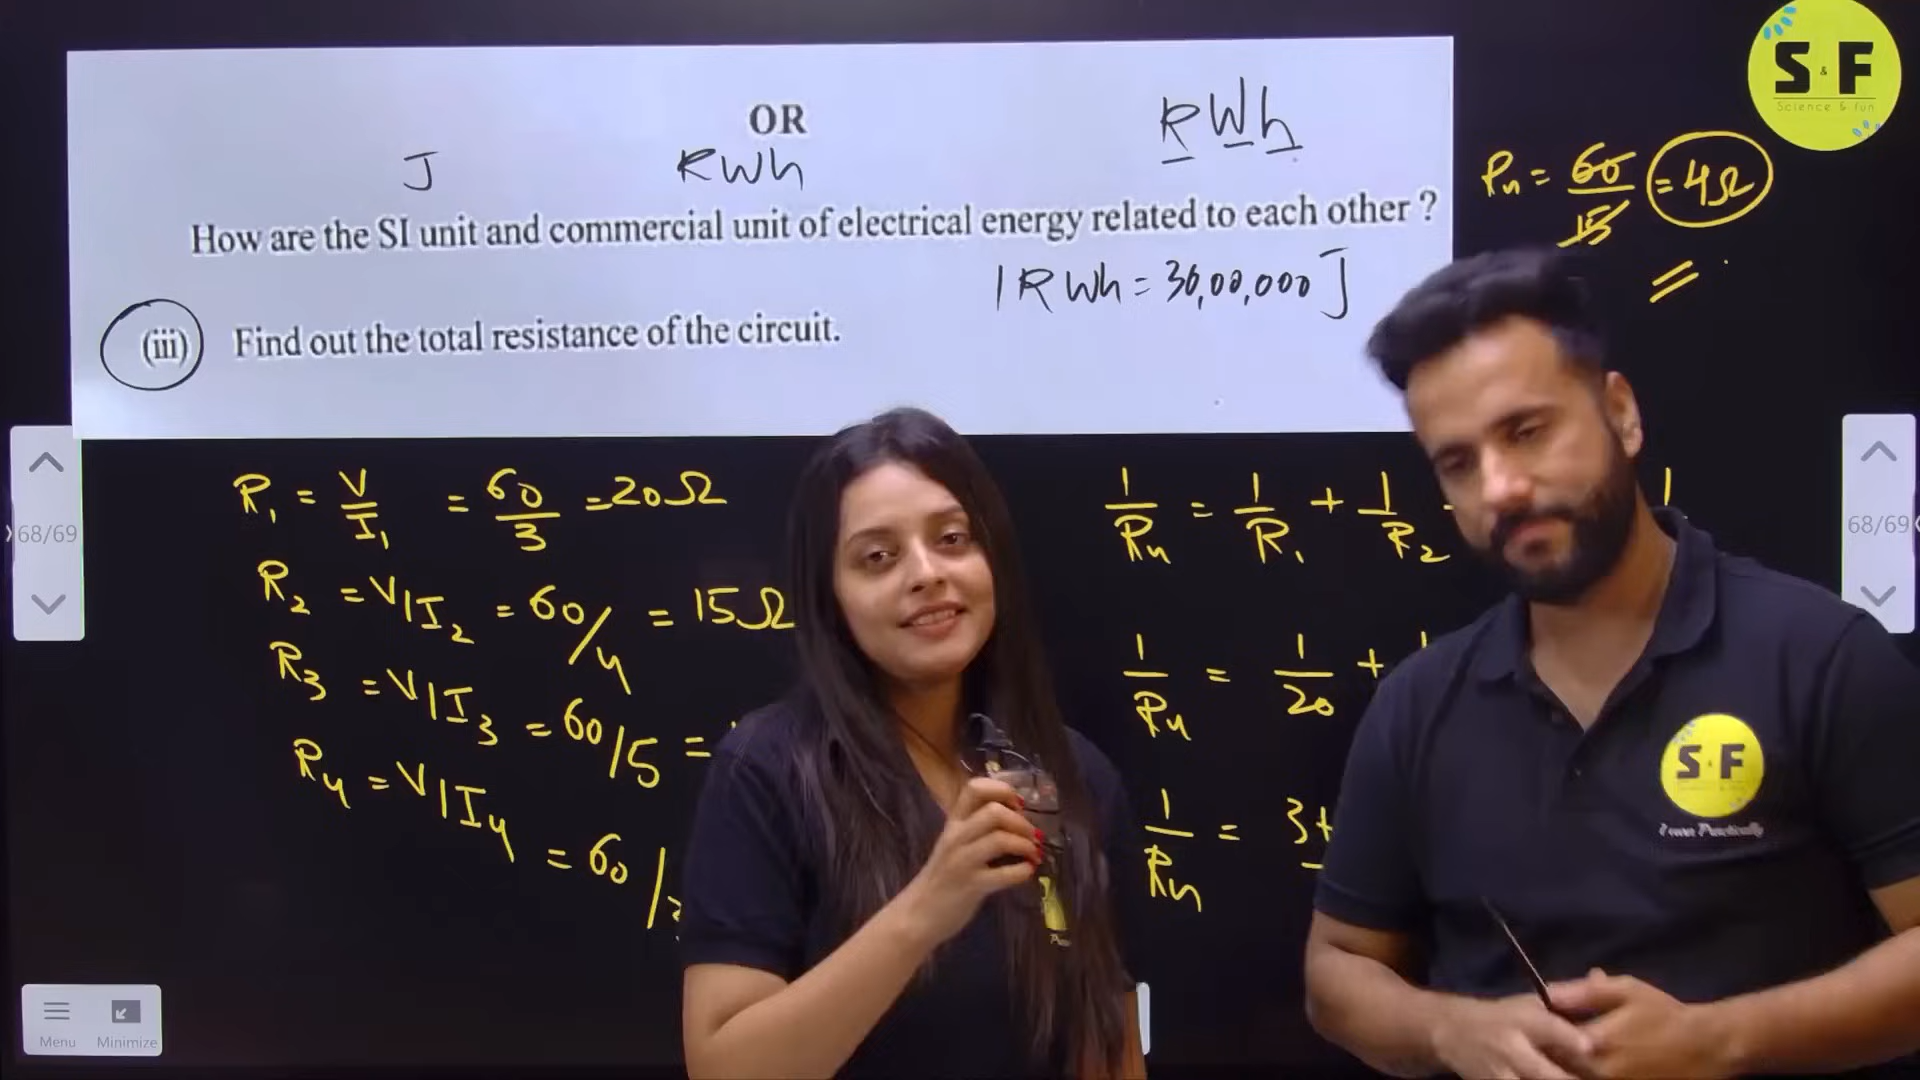 S & F
Science & fun
OR
J
KWh
KWh
How are the SI unit and commercial unit of electrical energy related to each other ?
1 KWh = 36,00,000 J
(iii) Find out the total resistance of the circuit.
Rn = 60/15 = 4Ω
R1 = V/I1 = 60/3 = 20Ω
R2 = V/I2 = 60/4 = 15Ω
R3 = V/I3 = 60/5 =
R4 = V/I4 = 60/
1/Rn = 1/R1 + 1/R2
1/Rn = 1/20 +
1/Rn = 3+
68/69
68/69
S & F
Menu
Minimize